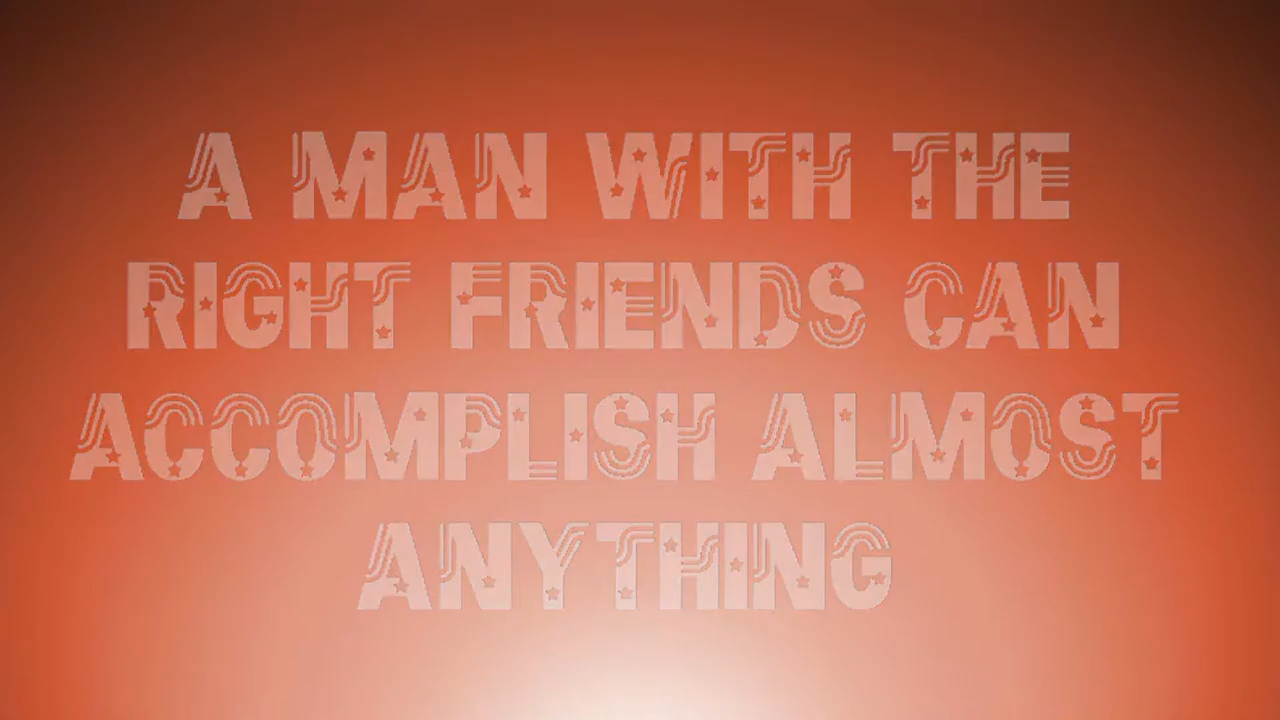 A MAN WITH THE
RIGHT FRIENDS CAN
ACCOMPLISH ALMOST
ANYTHING